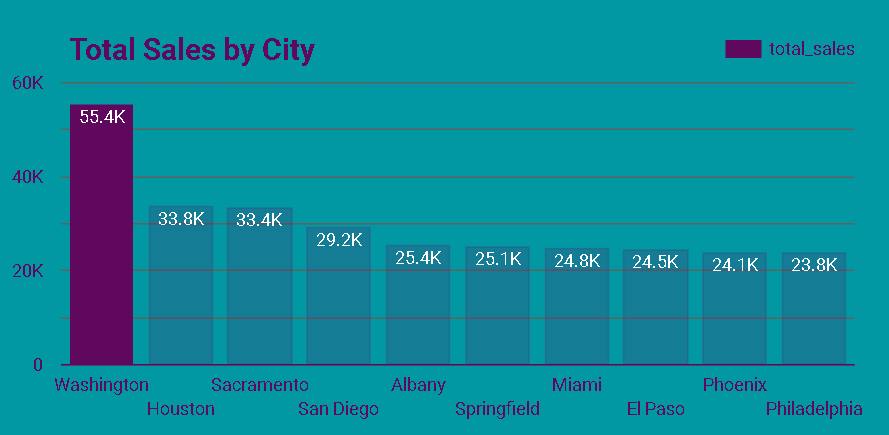 Total Sales by City
total_sales
60K
40K
20K
0
55.4K
33.8K
33.4K
29.2K
25.4K
25.1K
24.8K
24.5K
24.1K
23.8K
Washington
Houston
Sacramento
San Diego
Albany
Springfield
Miami
El Paso
Phoenix
Philadelphia